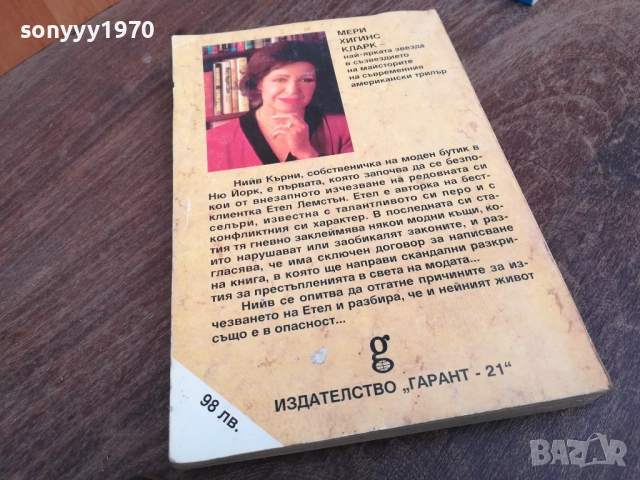 sonyyy1970
МЕРИ
ХИГИНС
КЛАРК –
най-ярката звезда
в съзвездието
на майсторите
на съвременния
американски трилър
Нийв Кърни, собственичка на моден бутик в
Ню Йорк, е първата, която започва да се безпо-
кои от внезапното изчезване на редовната си
клиентка Етел Лемстън. Етел е авторка на бест-
селъри, известна с талантливото си перо и с
конфликтния си характер. В последната си ста-
тия тя гневно заклеймява някои модни къщи, ко-
ито нарушават или заобикалят законите, и раз-
гласява, че има сключен договор за написване
на книга, в която ще направи скандални разкри-
тия за престъпленията в света на модата...
Нийв се опитва да отгатне причините за из-
чезването на Етел и разбира, че и нейният живот
също е в опасност...
g
ИЗДАТЕЛСТВО „ГАРАНТ - 21“
98 лв.
BAZAR